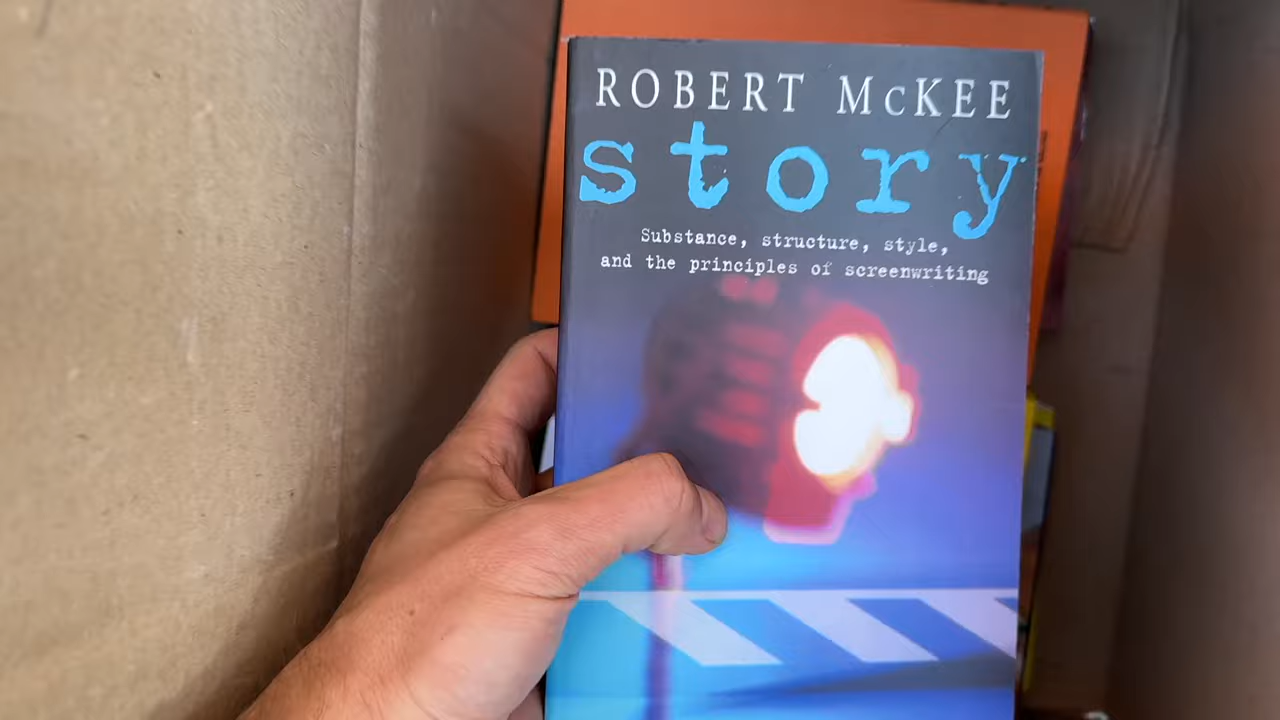 ROBERT McKEE
story
Substance, structure, style,
and the principles of screenwriting